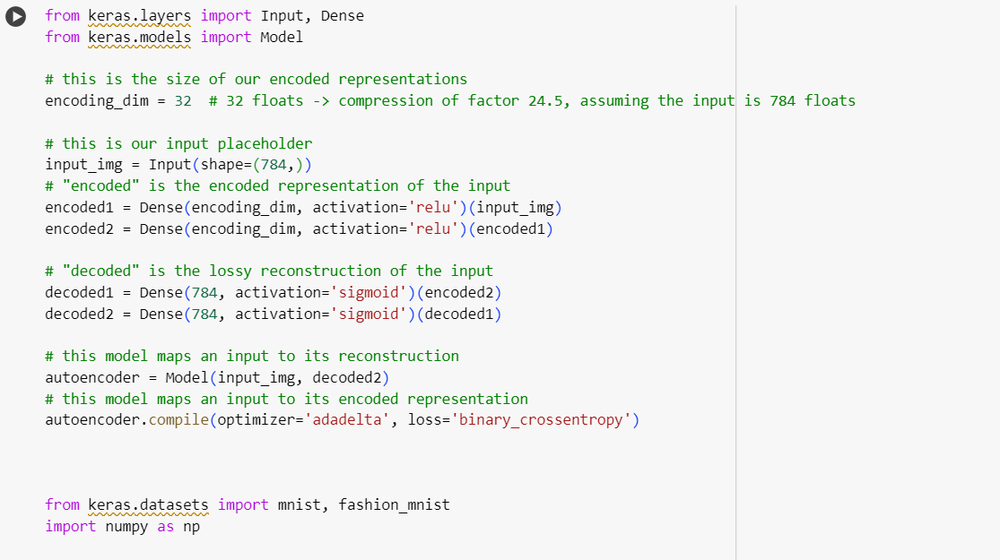 from keras.layers import Input, Dense
from keras.models import Model
# this is the size of our encoded representations
encoding_dim = 32  # 32 floats -> compression of factor 24.5, assuming the input is 784 floats
# this is our input placeholder
input_img = Input(shape=(784,))
# "encoded" is the encoded representation of the input
encoded1 = Dense(encoding_dim, activation='relu')(input_img)
encoded2 = Dense(encoding_dim, activation='relu')(encoded1)
# "decoded" is the lossy reconstruction of the input
decoded1 = Dense(784, activation='sigmoid')(encoded2)
decoded2 = Dense(784, activation='sigmoid')(decoded1)
# this model maps an input to its reconstruction
autoencoder = Model(input_img, decoded2)
# this model maps an input to its encoded representation
autoencoder.compile(optimizer='adadelta', loss='binary_crossentropy')
from keras.datasets import mnist, fashion_mnist
import numpy as np